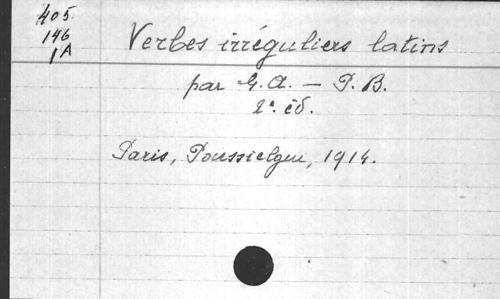 405
146
1A
Verbes irréguliers latins
par G. A. — P. B.
2e. éd.
Paris, Poussielgue, 1914.